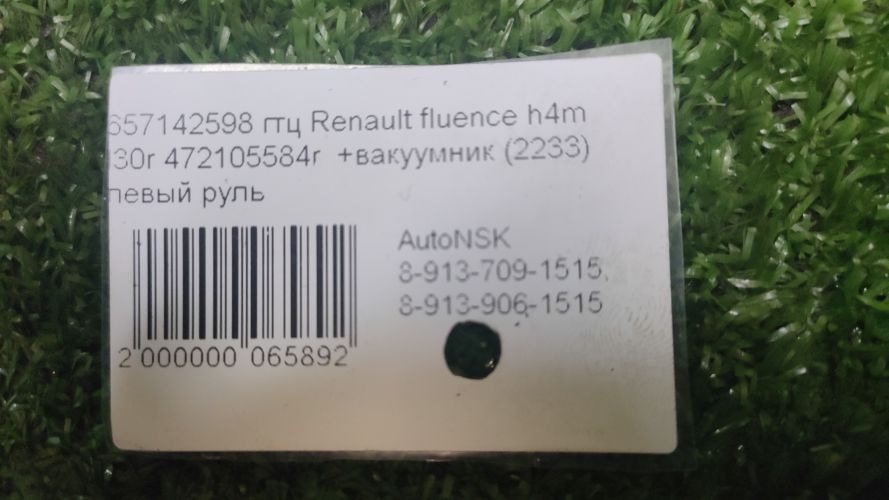 657142598 гтц Renault fluence h4m
l30r 472105584r +вакуумник (2233)
левый руль
AutoNSK
8-913-709-1515,
8-913-906-1515
2 000000 065892